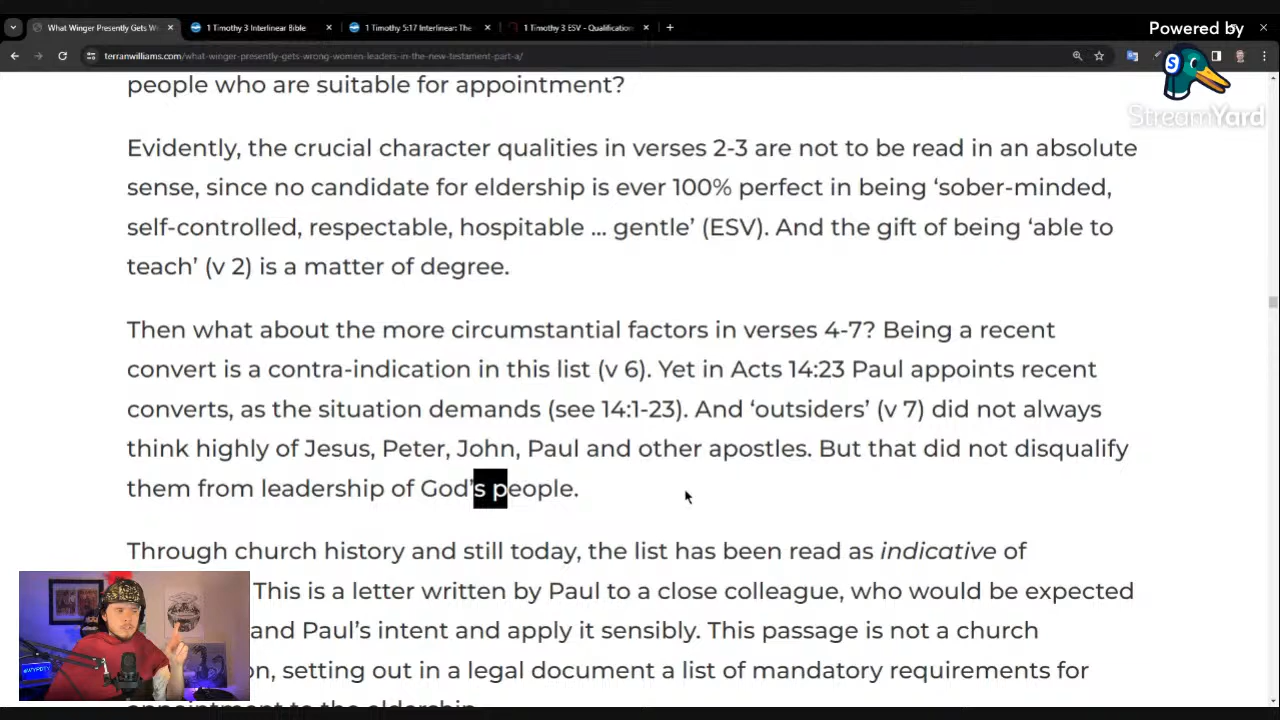 What Winger Presently Gets W
1 Timothy 3 Interlinear Bible
1 Timothy 5:17 Interlinear: The
1 Timothy 3 ESV - Qualification
Powered by
terranwilliams.com/what-winger-presently-gets-wrong-women-leaders-in-the-new-testament-part-a/
S
StreamYard
people who are suitable for appointment?
Evidently, the crucial character qualities in verses 2-3 are not to be read in an absolute
sense, since no candidate for eldership is ever 100% perfect in being ‘sober-minded,
self-controlled, respectable, hospitable ... gentle’ (ESV). And the gift of being ‘able to
teach’ (v 2) is a matter of degree.
Then what about the more circumstantial factors in verses 4-7? Being a recent
convert is a contra-indication in this list (v 6). Yet in Acts 14:23 Paul appoints recent
converts, as the situation demands (see 14:1-23). And ‘outsiders’ (v 7) did not always
think highly of Jesus, Peter, John, Paul and other apostles. But that did not disqualify
them from leadership of God’s people.
Through church history and still today, the list has been read as indicative of
This is a letter written by Paul to a close colleague, who would be expected
and Paul’s intent and apply it sensibly. This passage is not a church
on, setting out in a legal document a list of mandatory requirements for
appointment to the eldership.